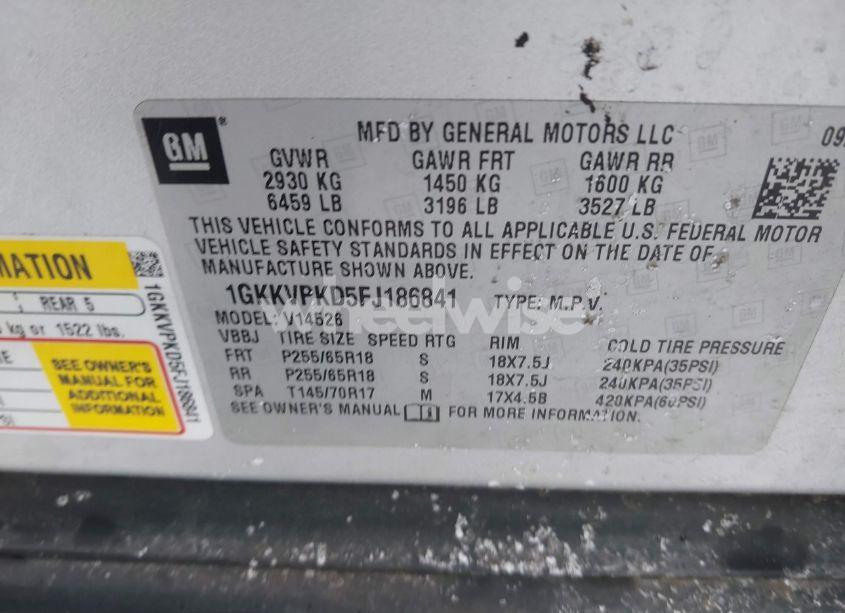 GM
MFD BY GENERAL MOTORS LLC
09
GVWR GAWR FRT GAWR RR
2930 KG 1450 KG 1600 KG
6459 LB 3196 LB 3527 LB
THIS VEHICLE CONFORMS TO ALL APPLICABLE U.S. FEDERAL MOTOR
VEHICLE SAFETY STANDARDS IN EFFECT ON THE DATE OF
MANUFACTURE SHOWN ABOVE.
1GKKVPKD5FJ186841 TYPE: M.P.V.
MODEL: V14526
VBBJ TIRE SIZE SPEED RTG RIM COLD TIRE PRESSURE
FRT P255/65R18 S 18X7.5J 240KPA(35PSI)
RR P255/65R18 S 18X7.5J 240KPA(35PSI)
SPA T145/70R17 M 17X4.5B 420KPA(60PSI)
SEE OWNER'S MANUAL FOR MORE INFORMATION.
MATION
REAR 5
kg or 1522 lbs.
SEE OWNER'S
MANUAL FOR
ADDITIONAL
INFORMATION
1GKKVPKD5FJ186841
wheelwise